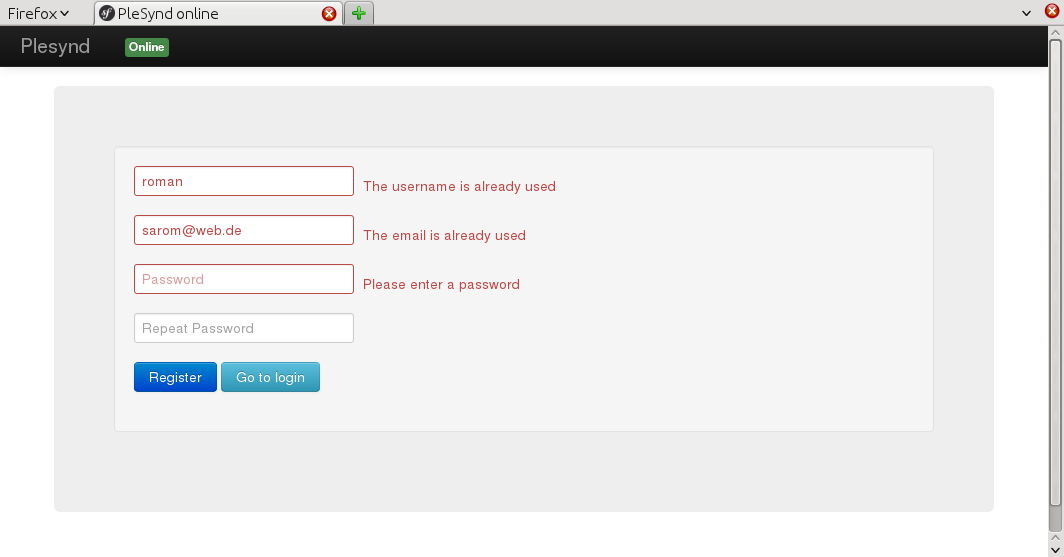 Firefox
sf PleSynd online
Plesynd Online
roman The username is already used
sarom@web.de The email is already used
Password Please enter a password
Repeat Password
Register Go to login